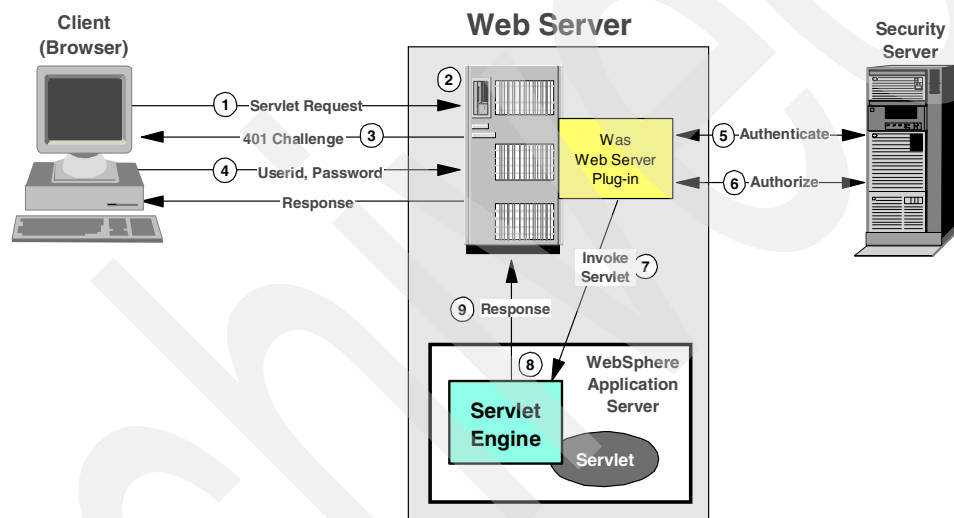 Client
(Browser)
Web Server
Security
Server
2
1 Servlet Request
401 Challenge 3
4 Userid, Password
Response
Was
Web Server
Plug-in
5 Authenticate
6 Authorize
Invoke
Servlet
7
9 Response
8
WebSphere
Application
Server
Servlet
Engine
Servlet